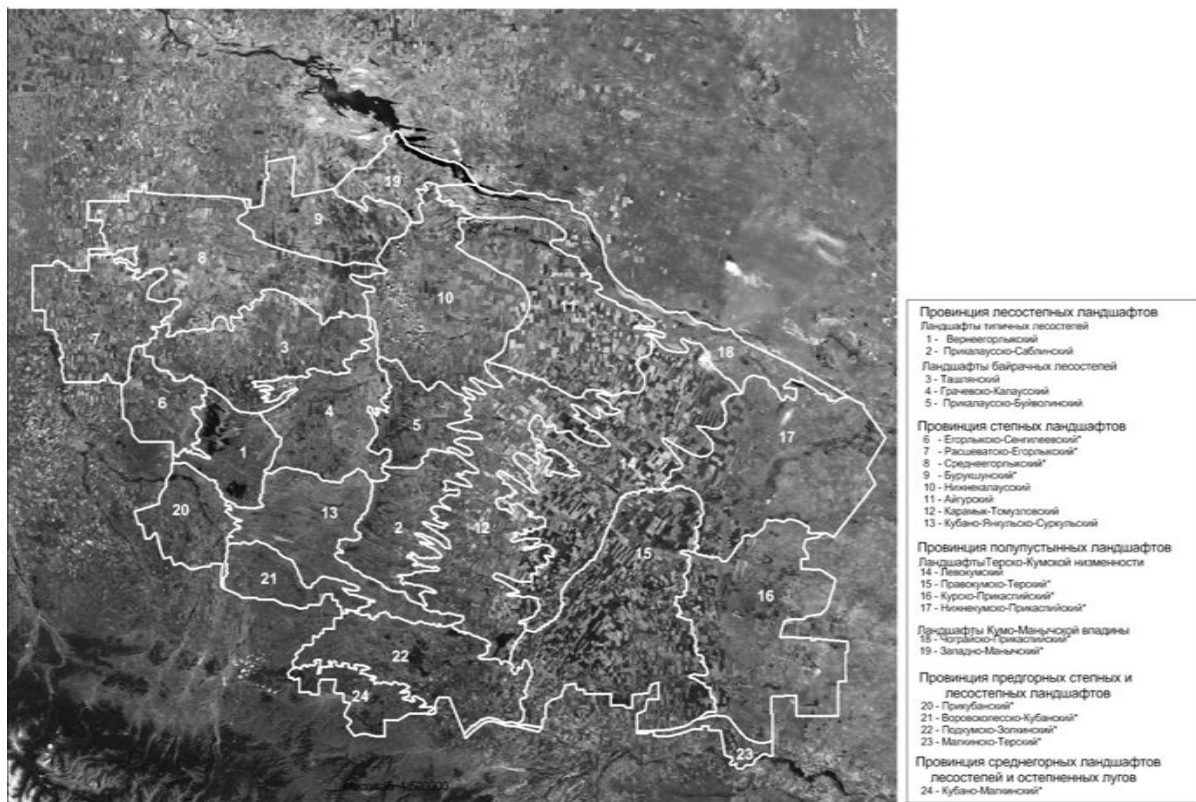 19
9
8
10
11
7
3
18
6
4
5
17
1
14
20
13
2
12
15
21
16
22
24
23
Провинция лесостепных ландшафтов
Ландшафты типичных лесостепей
1 - Вернеегорлыкский
2 - Прикалаусско-Саблинский
Ландшафты байрачных лесостепей
3 - Ташлянский
4 - Грачевско-Калаусский
5 - Прикалаусско-Буйволинский
Провинция степных ландшафтов
6 - Егорлыкско-Сенгилеевский*
7 - Расшеватско-Егорлыкский*
8 - Среднеегорлыкский*
9 - Бурукшунский*
10 - Нижнекалаусский
11 - Айгурский
12 - Карамык-Томузловский
13 - Кубано-Янкульско-Суркульский
Провинция полупустынных ландшафтов
ЛандшафтыТерско-Кумской низменности
14 - Левокумский
15 - Правокумско-Терский*
16 - Курско-Прикаспийский*
17 - Нижнекумско-Прикаспийский*
Ландшафты Кумо-Манычской впадины
18 - Чограйско-Прикаспийский*
19 - Западно-Манычский*
Провинция предгорных степных и
лесостепных ландшафтов
20 - Прикубанский*
21 - Воровсколесско-Кубанский*
22 - Подкумско-Золкинский*
23 - Малкинско-Терский*
Провинция среднегорных ландшафтов
лесостепей и остепненных лугов
24 - Кубано-Малкинский*